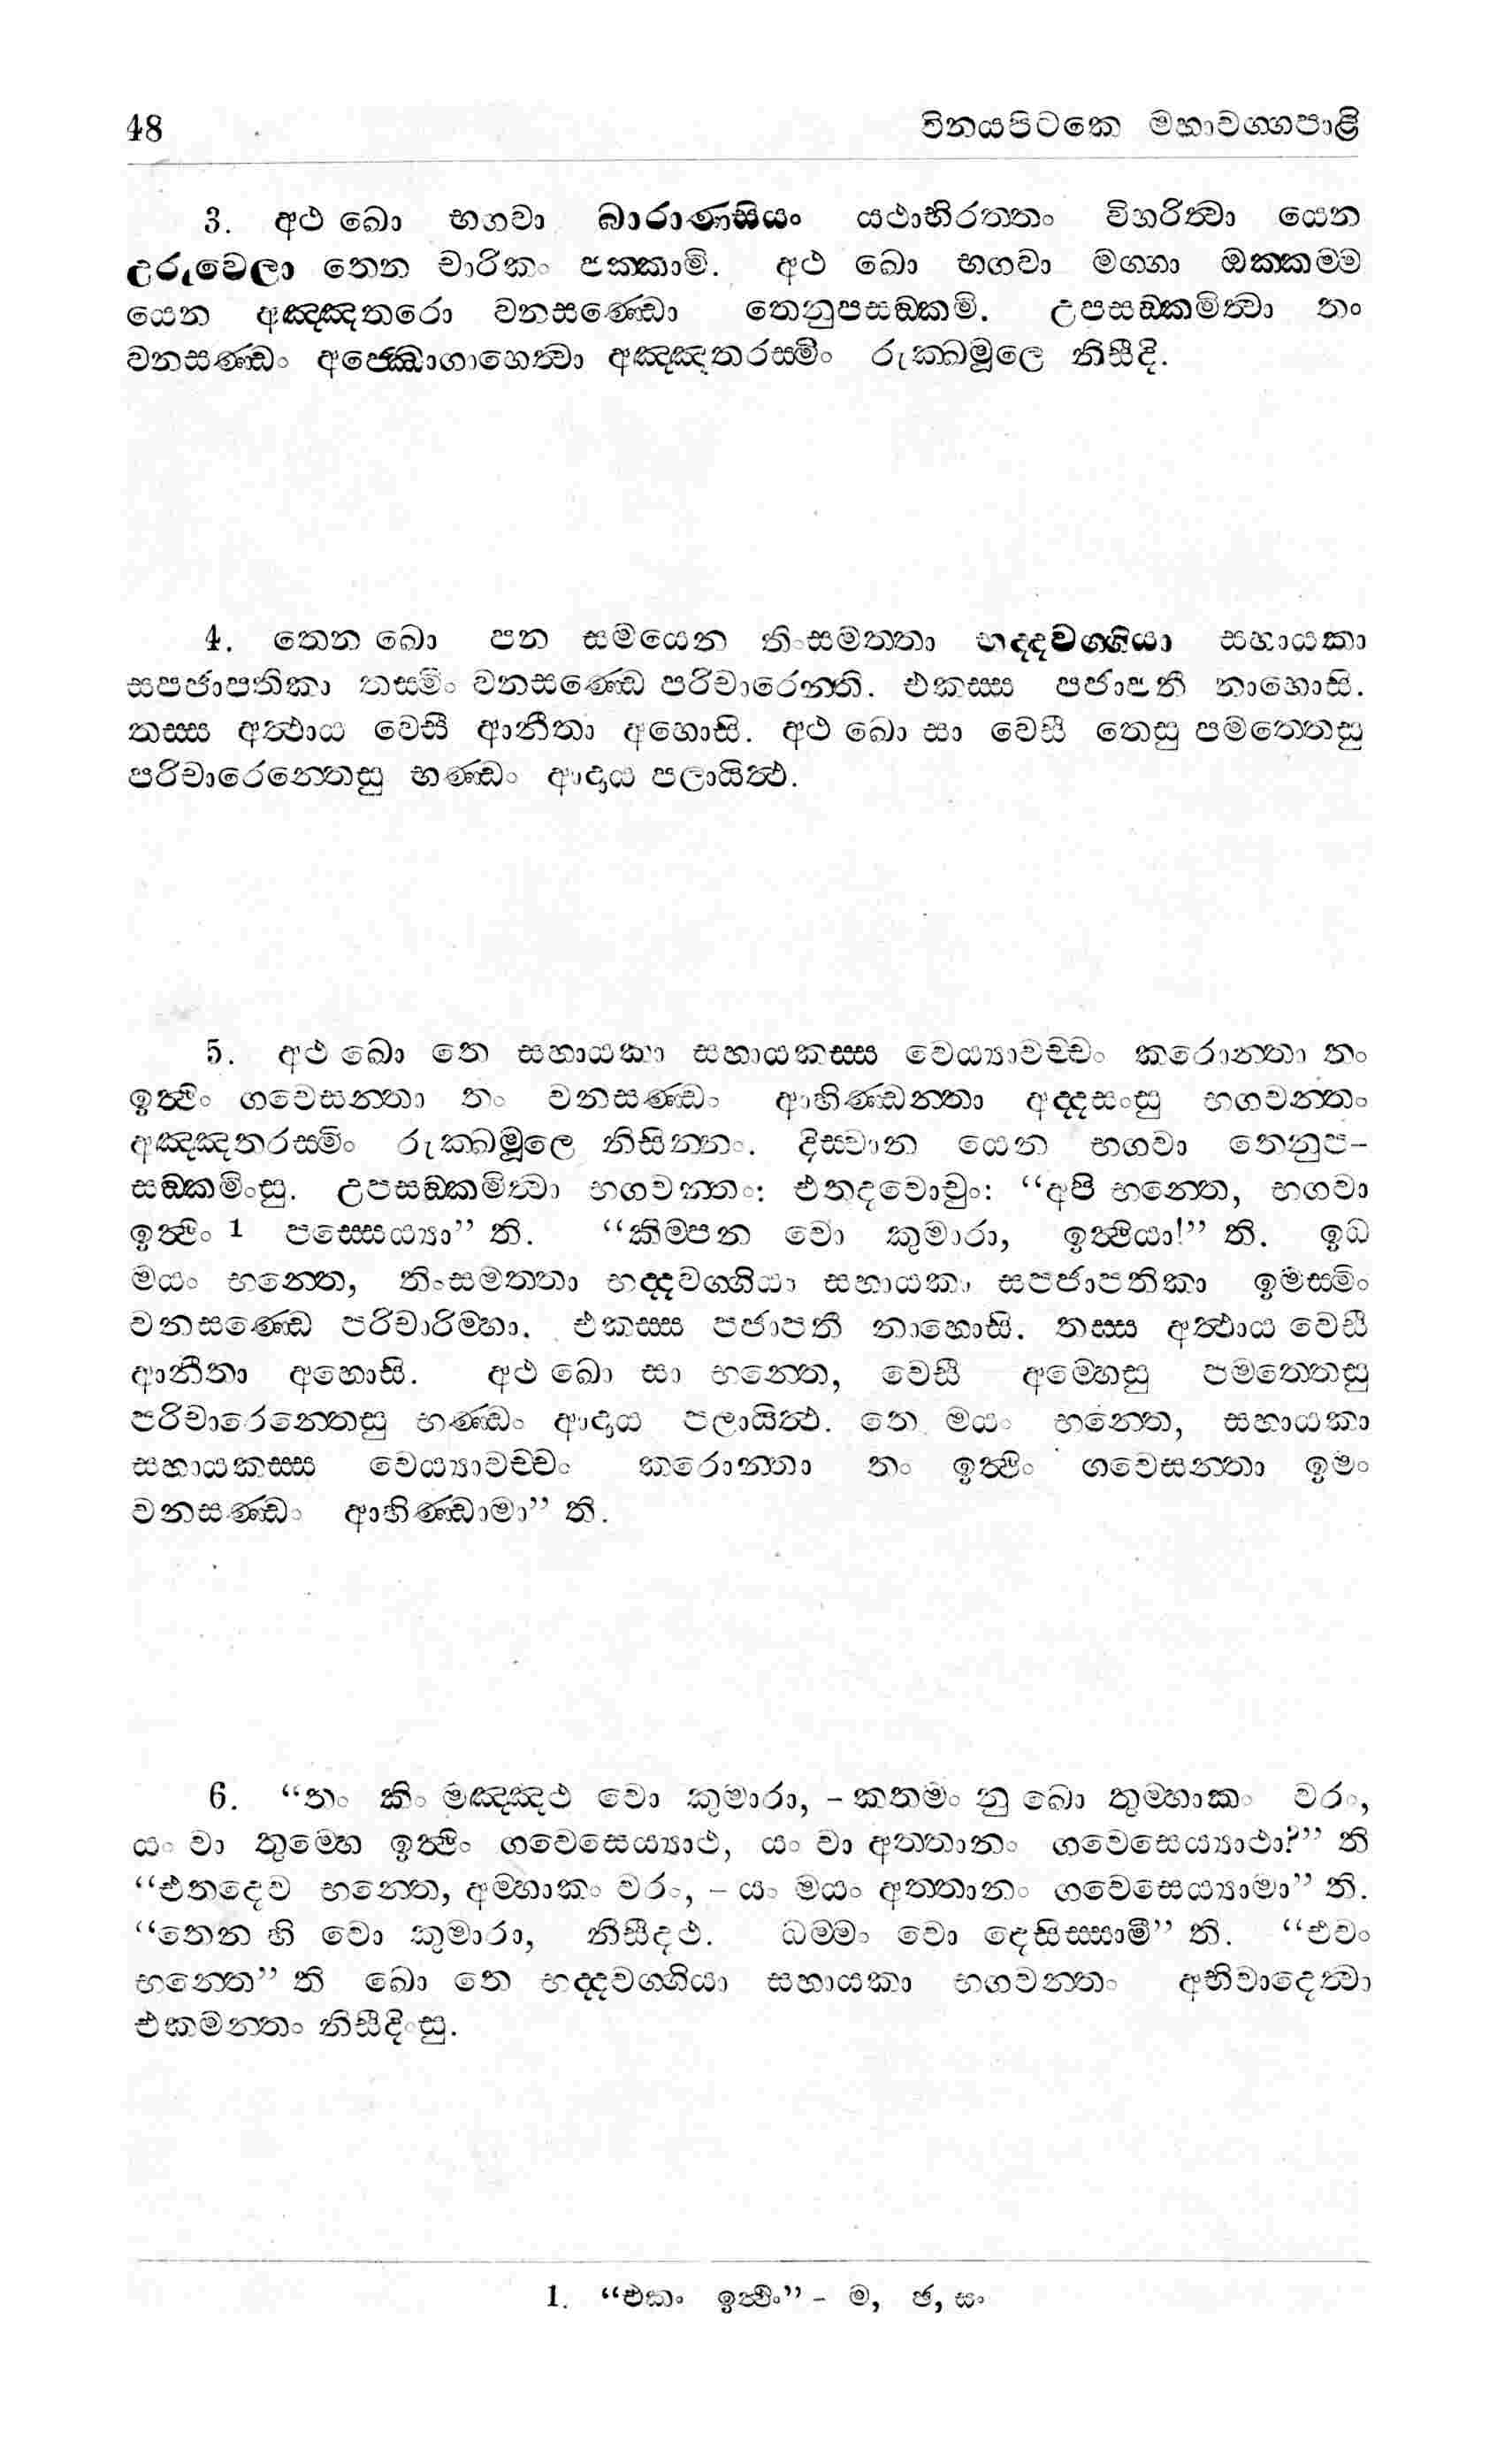 48 විනයපිටකෙ මහාවග්ගපාළි
3. අථ ඛො භගවා බාරාණසියං යථාභිරත්තං විහරිත්වා යෙන
උරුවෙලා තෙන චාරිකං පක්කාමි. අථ ඛො භගවා මග්ගා ඔක්කම්ම
යෙන අඤ්ඤතරො වනසණ්ඩො තෙනුපසඞ්කමි. උපසඞ්කමිත්වා තං
වනසණ්ඩං අජ්ඣොගාහෙත්වා අඤ්ඤතරස්මිං රුක්ඛමූලෙ නිසීදි.
4. තෙන ඛො පන සමයෙන තිංසමත්තා භද්දවග්ගියා සහායකා
සපජාපතිකා තස්මිං වනසණ්ඩෙ පරිචාරෙන්ති. එකස්ස පජාපතී නාහොසි.
තස්ස අත්ථාය වෙසී ආනීතා අහොසි. අථ ඛො සා වෙසී තෙසු පමත්තෙසු
පරිචාරෙන්තෙසු භණ්ඩං ආදාය පලායිත්ථ.
5. අථ ඛො තෙ සහායකා සහායකස්ස වෙය්‍යාවච්චං කරොන්තා තං
ඉත්ථිං ගවෙසන්තා තං වනසණ්ඩං ආහිණ්ඩන්තා අද්දසංසු භගවන්තං
අඤ්ඤතරස්මිං රුක්ඛමූලෙ නිසින්නං. දිස්වාන යෙන භගවා තෙනුප-
සඞ්කමිංසු. උපසඞ්කමිත්වා භගවන්තං: එතදවොචුං: “අපි භන්තෙ, භගවා
ඉත්ථිං 1 පස්සෙය්‍යා” ති. “කිම්පන වො කුමාරා, ඉත්ථියා!” ති. ඉධ
මයං භන්තෙ, තිංසමත්තා භද්දවග්ගියා සහායකා සපජාපතිකා ඉමස්මිං
වනසණ්ඩෙ පරිචාරිම්හා. එකස්ස පජාපතී නාහොසි. තස්ස අත්ථාය වෙසී
ආනීතා අහොසි. අථ ඛො සා භන්තෙ, වෙසී අම්හෙසු පමත්තෙසු
පරිචාරෙන්තෙසු භණ්ඩං ආදාය පලායිත්ථ. තෙ මයං භන්තෙ, සහායකා
සහායකස්ස වෙය්‍යාවච්චං කරොන්තා තං ඉත්ථිං ගවෙසන්තා ඉමං
වනසණ්ඩං ආහිණ්ඩාමා” ති.
6. “තං කිං මඤ්ඤථ වො කුමාරා, – කතමං නු ඛො තුම්හාකං වරං,
යං වා තුම්හෙ ඉත්ථිං ගවෙසෙය්‍යාථ, යං වා අත්තානං ගවෙසෙය්‍යාථා?” ති
“එතදෙව භන්තෙ, අම්හාකං වරං, – යං මයං අත්තානං ගවෙසෙය්‍යාමා” ති.
“තෙන හි වො කුමාරා, නිසීදථ. ධම්මං වො දෙසිස්සාමී” ති. “එවං
භන්තෙ” ති ඛො තෙ භද්දවග්ගියා සහායකා භගවන්තං අභිවාදෙත්වා
එකමන්තං නිසීදිංසු.
1. “එකං ඉත්ථිං” – ම, ඡ, සං